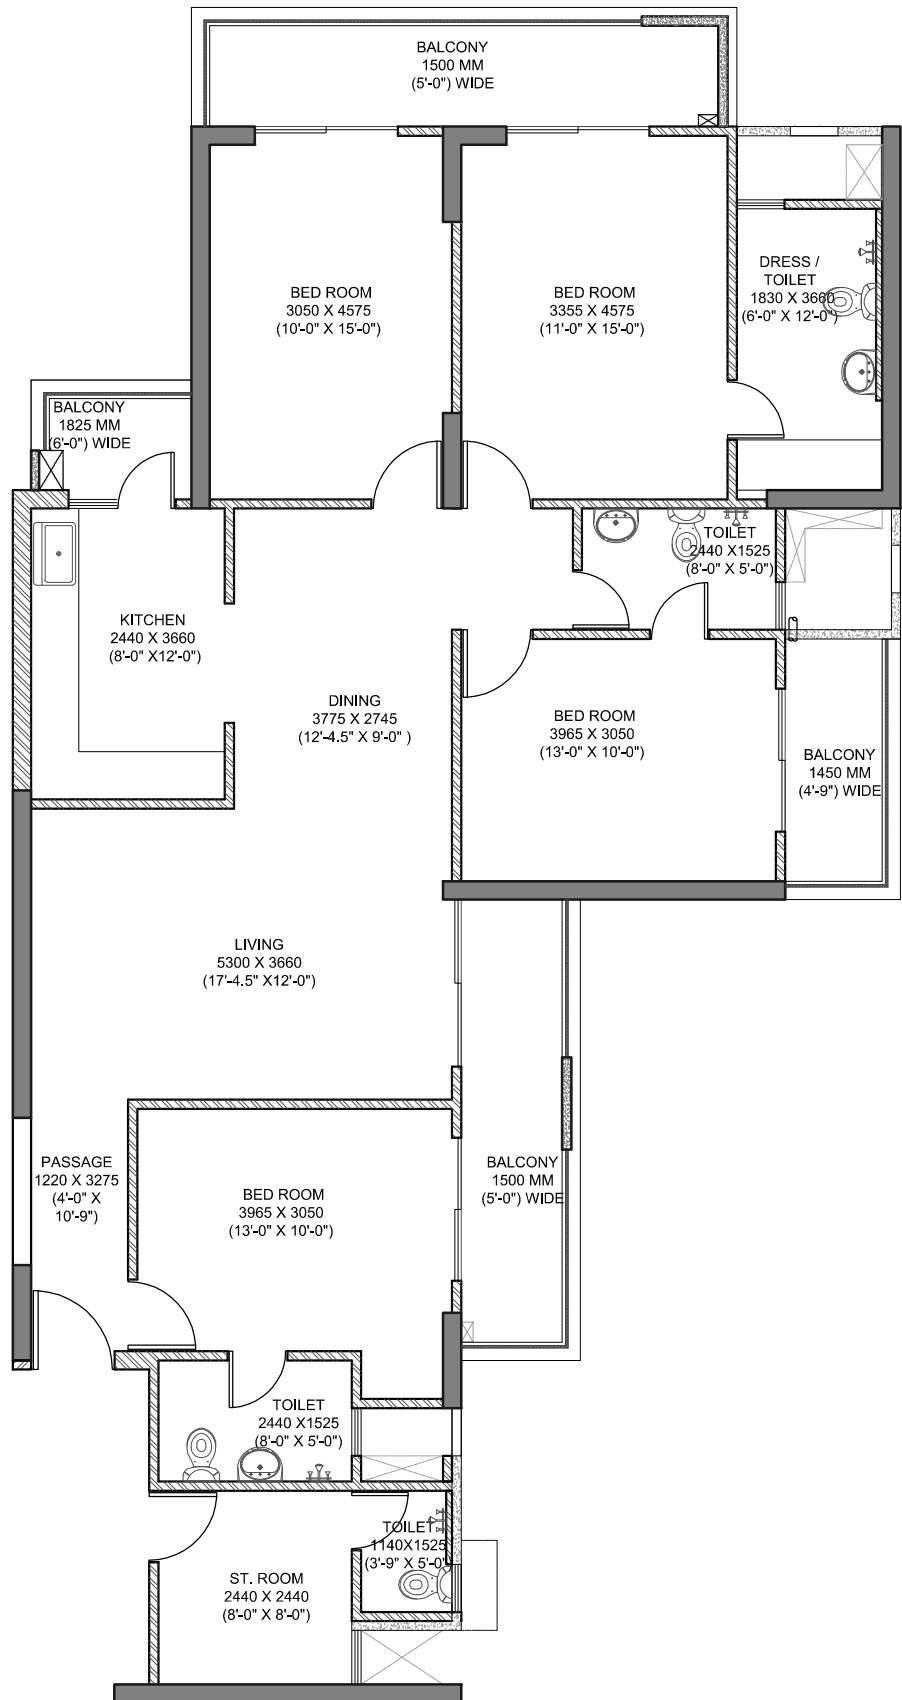 BALCONY
1500 MM
(5'-0") WIDE
BED ROOM
3050 X 4575
(10'-0" X 15'-0")
BED ROOM
3355 X 4575
(11'-0" X 15'-0")
DRESS /
TOILET
1830 X 3660
(6'-0" X 12'-0")
BALCONY
1825 MM
(6'-0") WIDE
TOILET
2440 X1525
(8'-0" X 5'-0")
KITCHEN
2440 X 3660
(8'-0" X12'-0")
DINING
3775 X 2745
(12'-4.5" X 9'-0" )
BED ROOM
3965 X 3050
(13'-0" X 10'-0")
BALCONY
1450 MM
(4'-9") WIDE
LIVING
5300 X 3660
(17'-4.5" X12'-0")
PASSAGE
1220 X 3275
(4'-0" X
10'-9")
BED ROOM
3965 X 3050
(13'-0" X 10'-0")
BALCONY
1500 MM
(5'-0") WIDE
TOILET
2440 X1525
(8'-0" X 5'-0")
TOILET
1140X1525
(3'-9" X 5'-0")
ST. ROOM
2440 X 2440
(8'-0" X 8'-0")